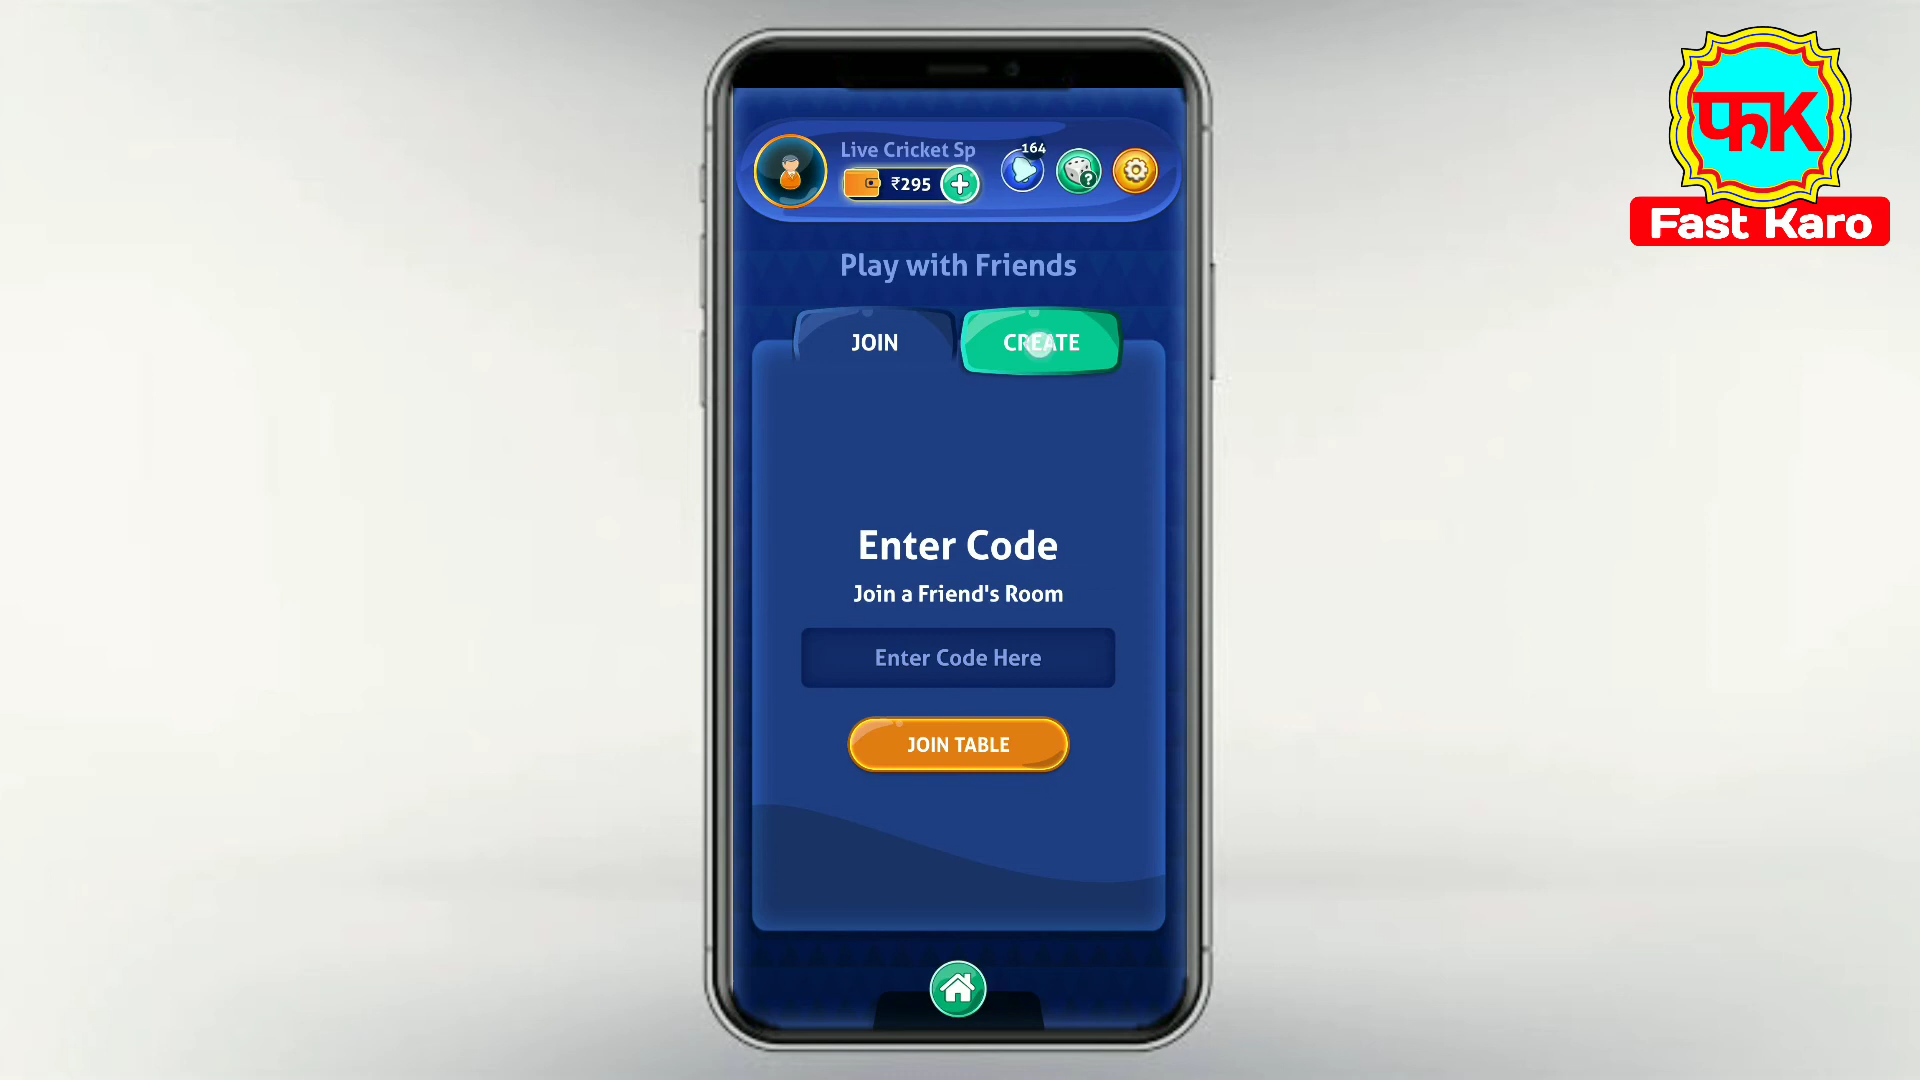 फK
Fast Karo
Live Cricket Sp
164
₹295
?
Play with Friends
JOIN
CREATE
Enter Code
Join a Friend's Room
Enter Code Here
JOIN TABLE